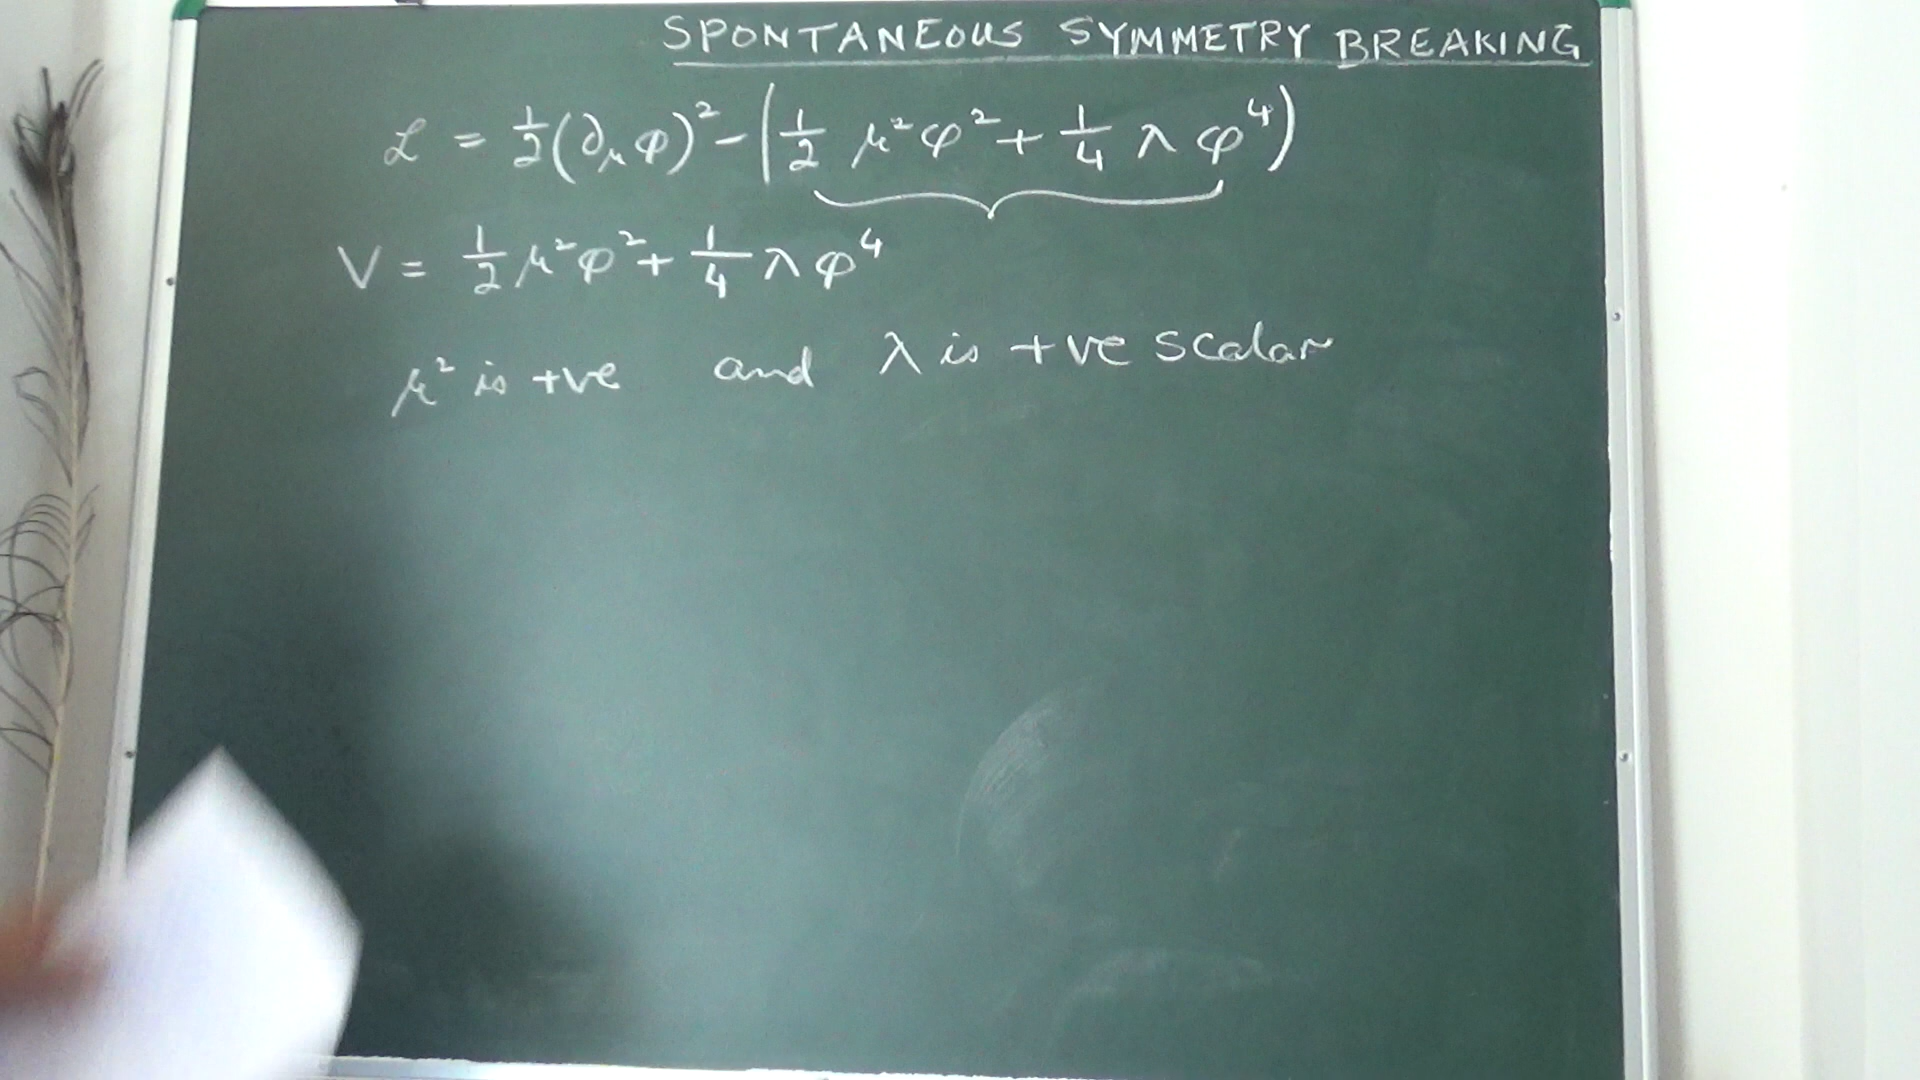 SPONTANEOUS SYMMETRY BREAKING
ℒ = ½(∂_μ φ)² − (½ μ²φ² + ¼ λφ⁴)
V = ½ μ²φ² + ¼ λφ⁴
μ² is +ve and λ is +ve scalar